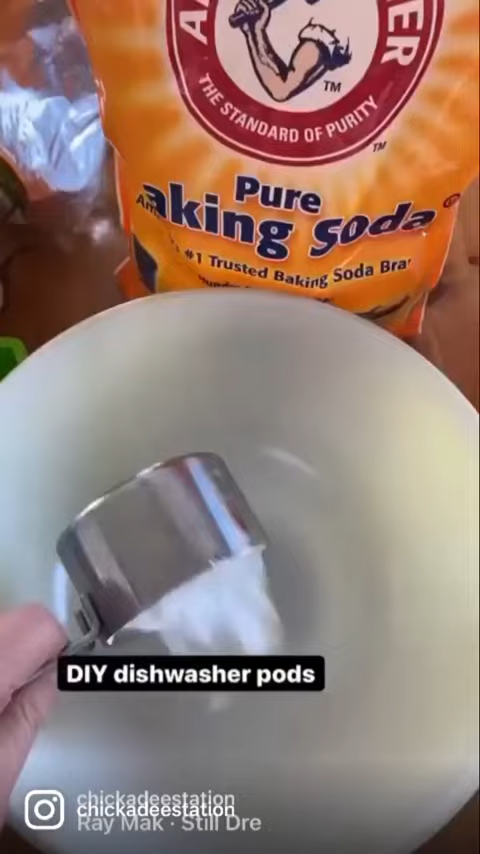 THE STANDARD OF PURITY
TM
TM
Pure
aking soda
#1 Trusted Baking Soda
DIY dishwasher pods
chickadeestation
chickadeestation
Ray Mak · Still Dre